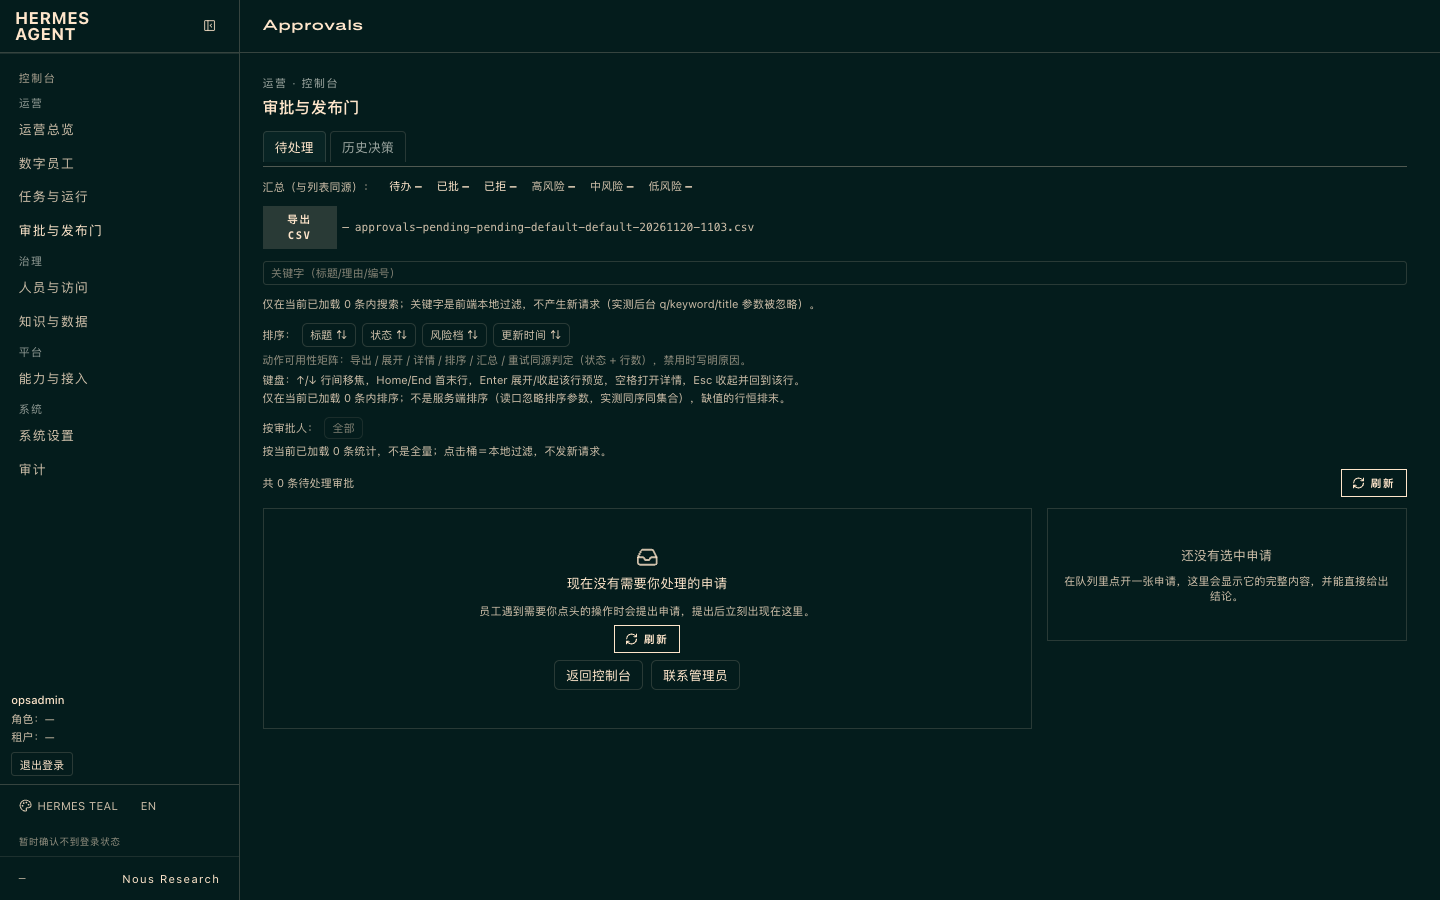 HERMES
AGENT
控制台
运营
运营总览
数字员工
任务与运行
审批与发布门
治理
人员与访问
知识与数据
平台
能力与接入
系统
系统设置
审计
opsadmin
角色: —
租户: —
退出登录
HERMES TEAL EN
暂时确认不到登录状态
— Nous Research
Approvals
运营 · 控制台
审批与发布门
待处理 历史决策
汇总（与列表同源）: 待办 — 已批 — 已拒 — 高风险 — 中风险 — 低风险 —
导出
CSV
— approvals-pending-pending-default-default-20261120-1103.csv
关键字（标题/理由/编号）
仅在当前已加载 0 条内搜索；关键字是前端本地过滤，不产生新请求（实测后台 q/keyword/title 参数被忽略）。
排序: 标题 ⇅ 状态 ⇅ 风险档 ⇅ 更新时间 ⇅
动作可用性矩阵：导出 / 展开 / 详情 / 排序 / 汇总 / 重试同源判定（状态 + 行数），禁用时写明原因。
键盘：↑/↓ 行间移焦，Home/End 首末行，Enter 展开/收起该行预览，空格打开详情，Esc 收起并回到该行。
仅在当前已加载 0 条内排序；不是服务端排序（读口忽略排序参数，实测同序同集合），缺值的行恒排末。
按审批人: 全部
按当前已加载 0 条统计，不是全量；点击桶＝本地过滤，不发新请求。
共 0 条待处理审批
刷新
现在没有需要你处理的申请
员工遇到需要你点头的操作时会提出申请，提出后立刻出现在这里。
刷新
返回控制台 联系管理员
还没有选中申请
在队列里点开一张申请，这里会显示它的完整内容，并能直接给出
结论。